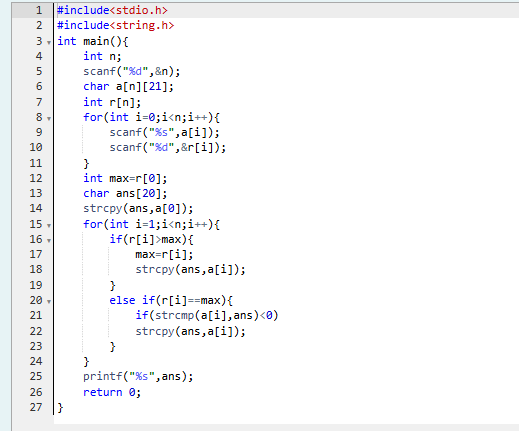 1 #include<stdio.h>
2 #include<string.h>
3 int main(){
4     int n;
5     scanf("%d",&n);
6     char a[n][21];
7     int r[n];
8     for(int i=0;i<n;i++){
9         scanf("%s",a[i]);
10         scanf("%d",&r[i]);
11     }
12     int max=r[0];
13     char ans[20];
14     strcpy(ans,a[0]);
15     for(int i=1;i<n;i++){
16         if(r[i]>max){
17             max=r[i];
18             strcpy(ans,a[i]);
19         }
20         else if(r[i]==max){
21             if(strcmp(a[i],ans)<0)
22             strcpy(ans,a[i]);
23         }
24     }
25     printf("%s",ans);
26     return 0;
27 }